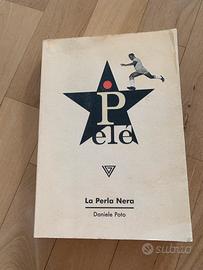 Pelé
La Perla Nera
Daniele Poto
subito